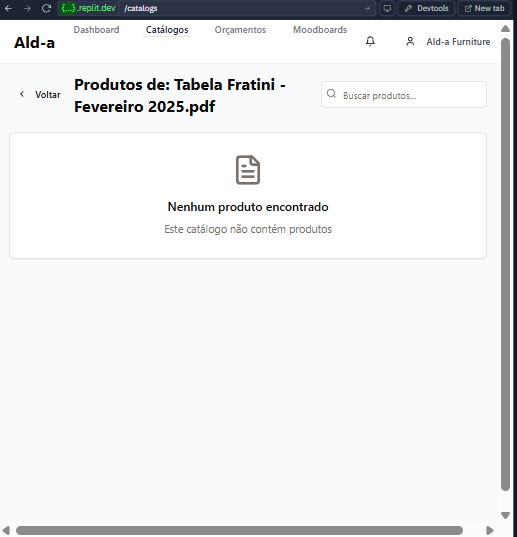 {...}.replit.dev /catalogs
Devtools
New tab
Ald-a
Dashboard
Catálogos
Orçamentos
Moodboards
Ald-a Furniture
Voltar
Produtos de: Tabela Fratini -
Fevereiro 2025.pdf
Buscar produtos...
Nenhum produto encontrado
Este catálogo não contém produtos